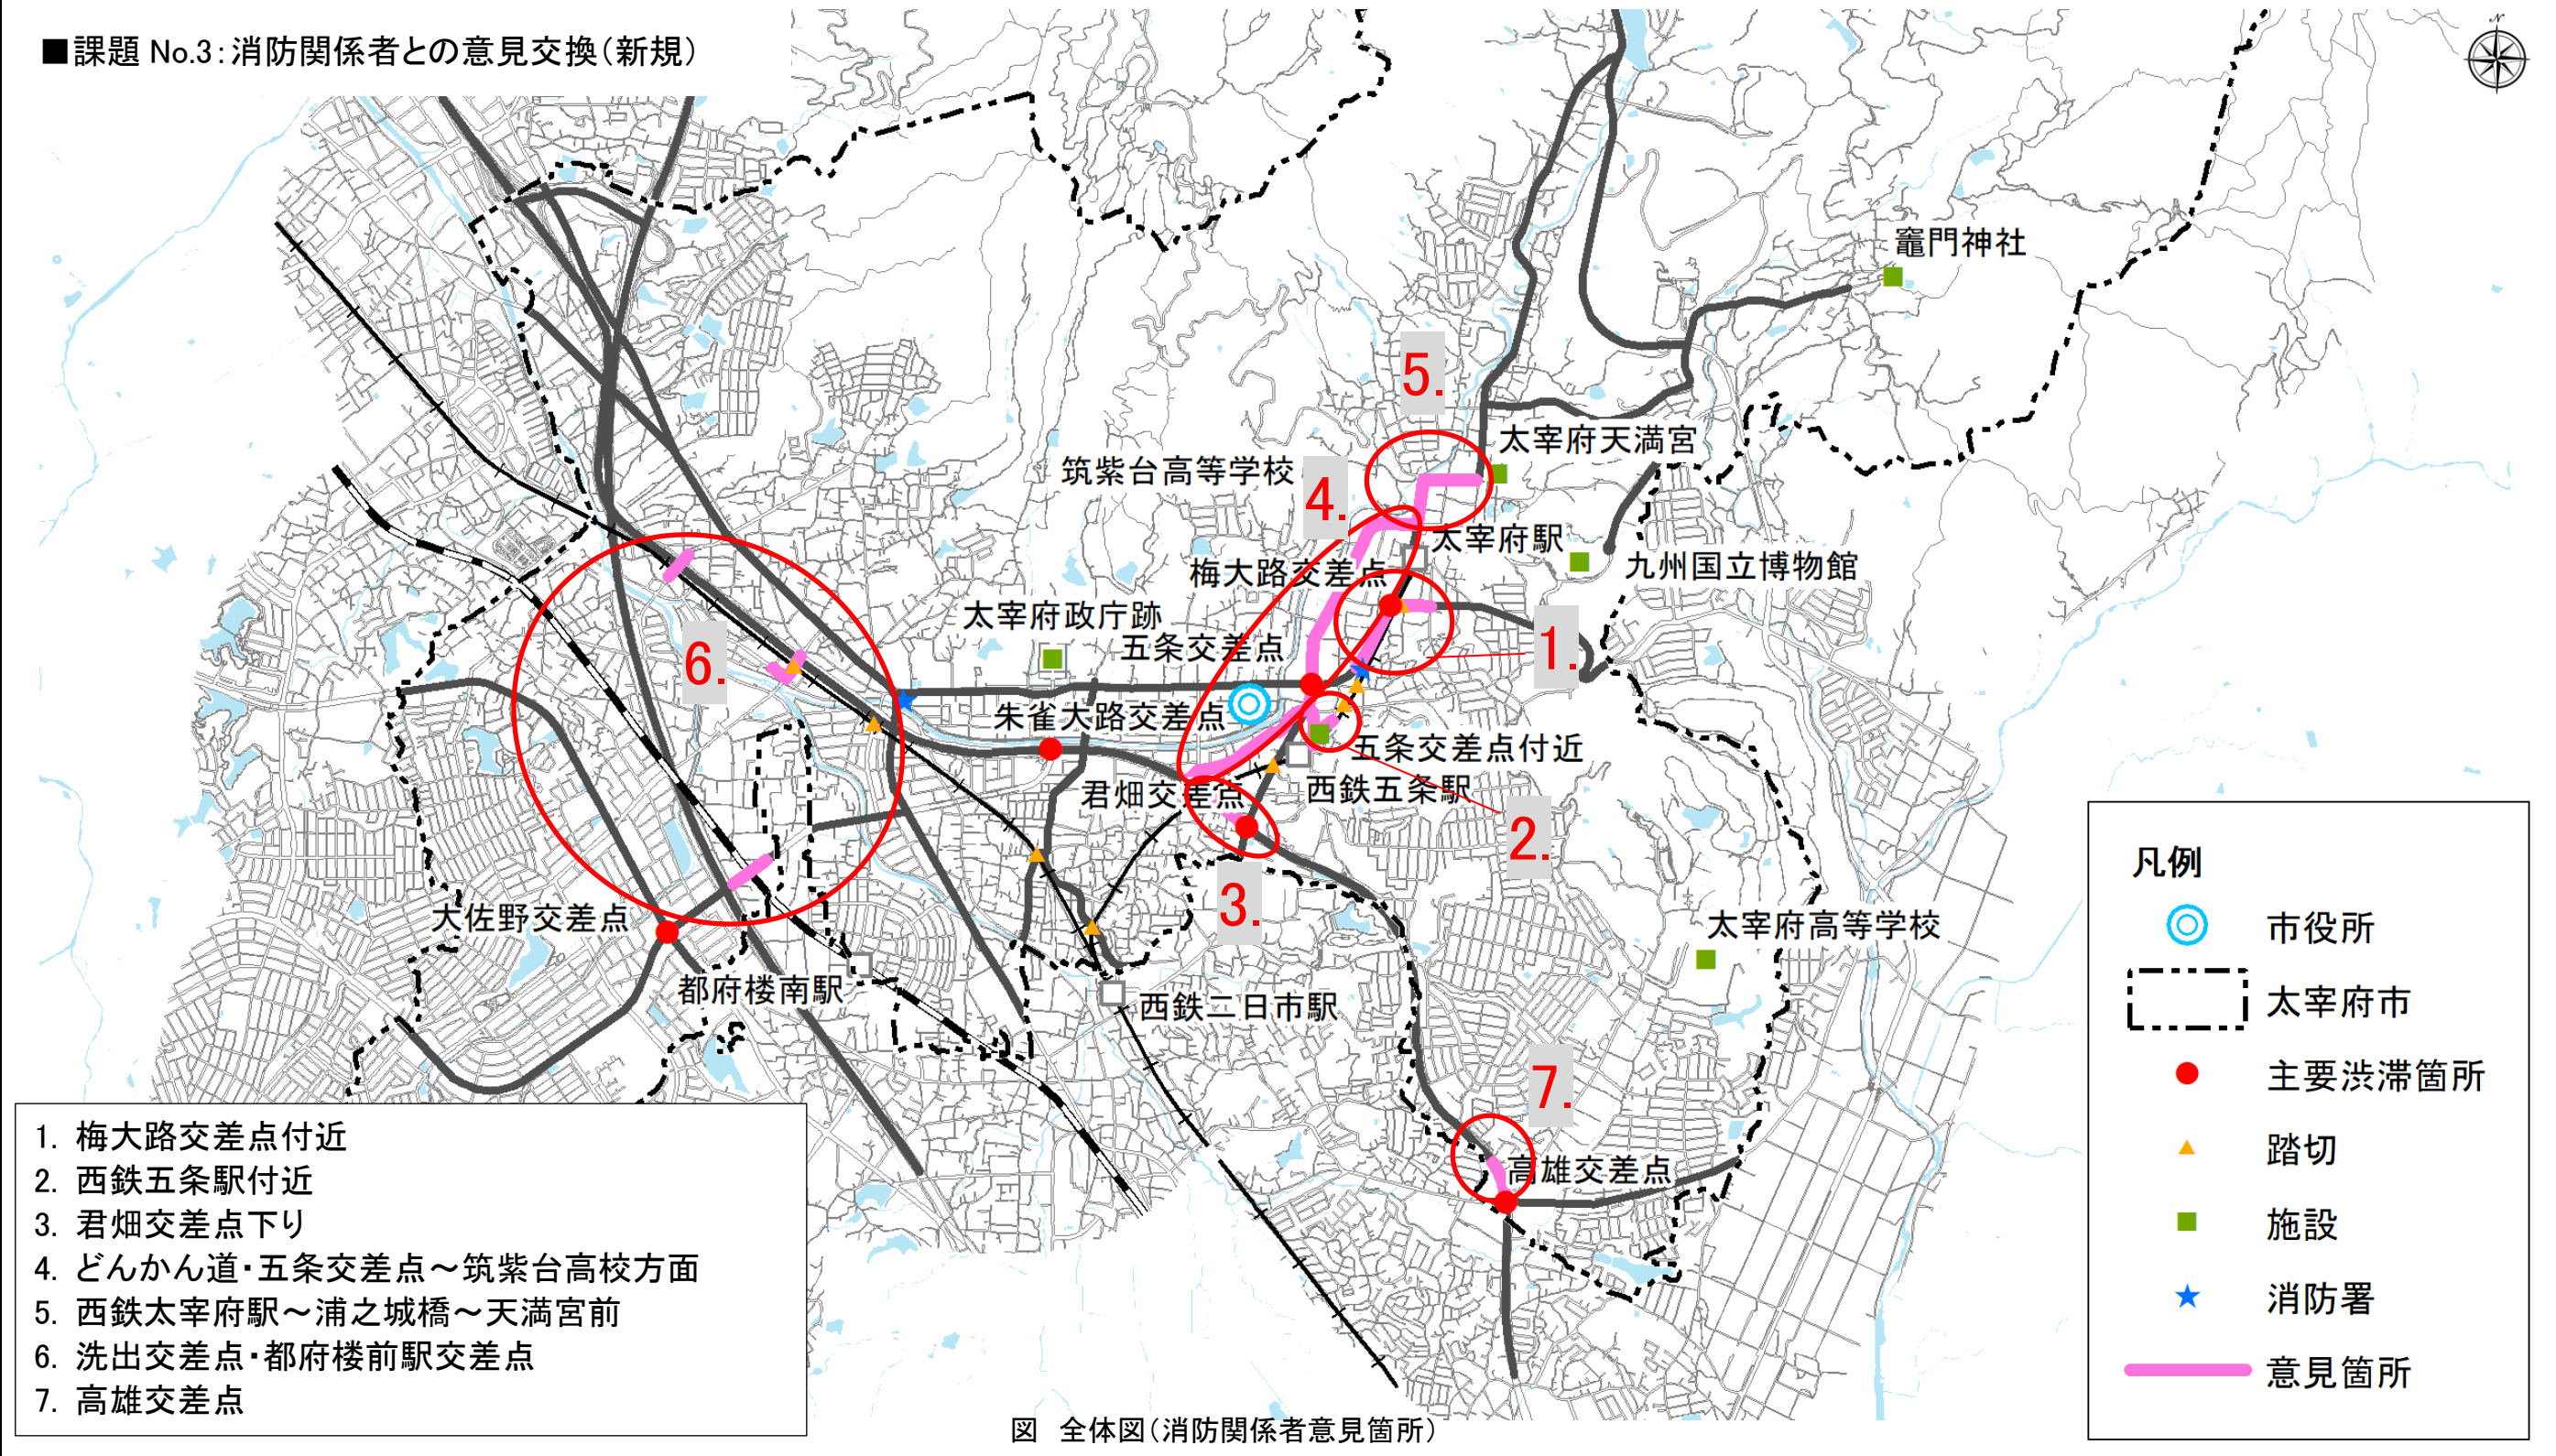 ■課題 No.3：消防関係者との意見交換（新規）
N
竈門神社
5.
太宰府天満宮
筑紫台高等学校
4.
太宰府駅
九州国立博物館
梅大路交差点
太宰府政庁跡
五条交差点
1.
6.
朱雀大路交差点
五条交差点付近
君畑交差点
西鉄五条駅
2.
3.
大佐野交差点
太宰府高等学校
都府楼南駅
西鉄二日市駅
7.
高雄交差点
凡例
市役所
太宰府市
主要渋滞箇所
踏切
施設
消防署
意見箇所
1. 梅大路交差点付近
2. 西鉄五条駅付近
3. 君畑交差点下り
4. どんかん道・五条交差点～筑紫台高校方面
5. 西鉄太宰府駅～浦之城橋～天満宮前
6. 洗出交差点・都府楼前駅交差点
7. 高雄交差点
図　全体図（消防関係者意見箇所）